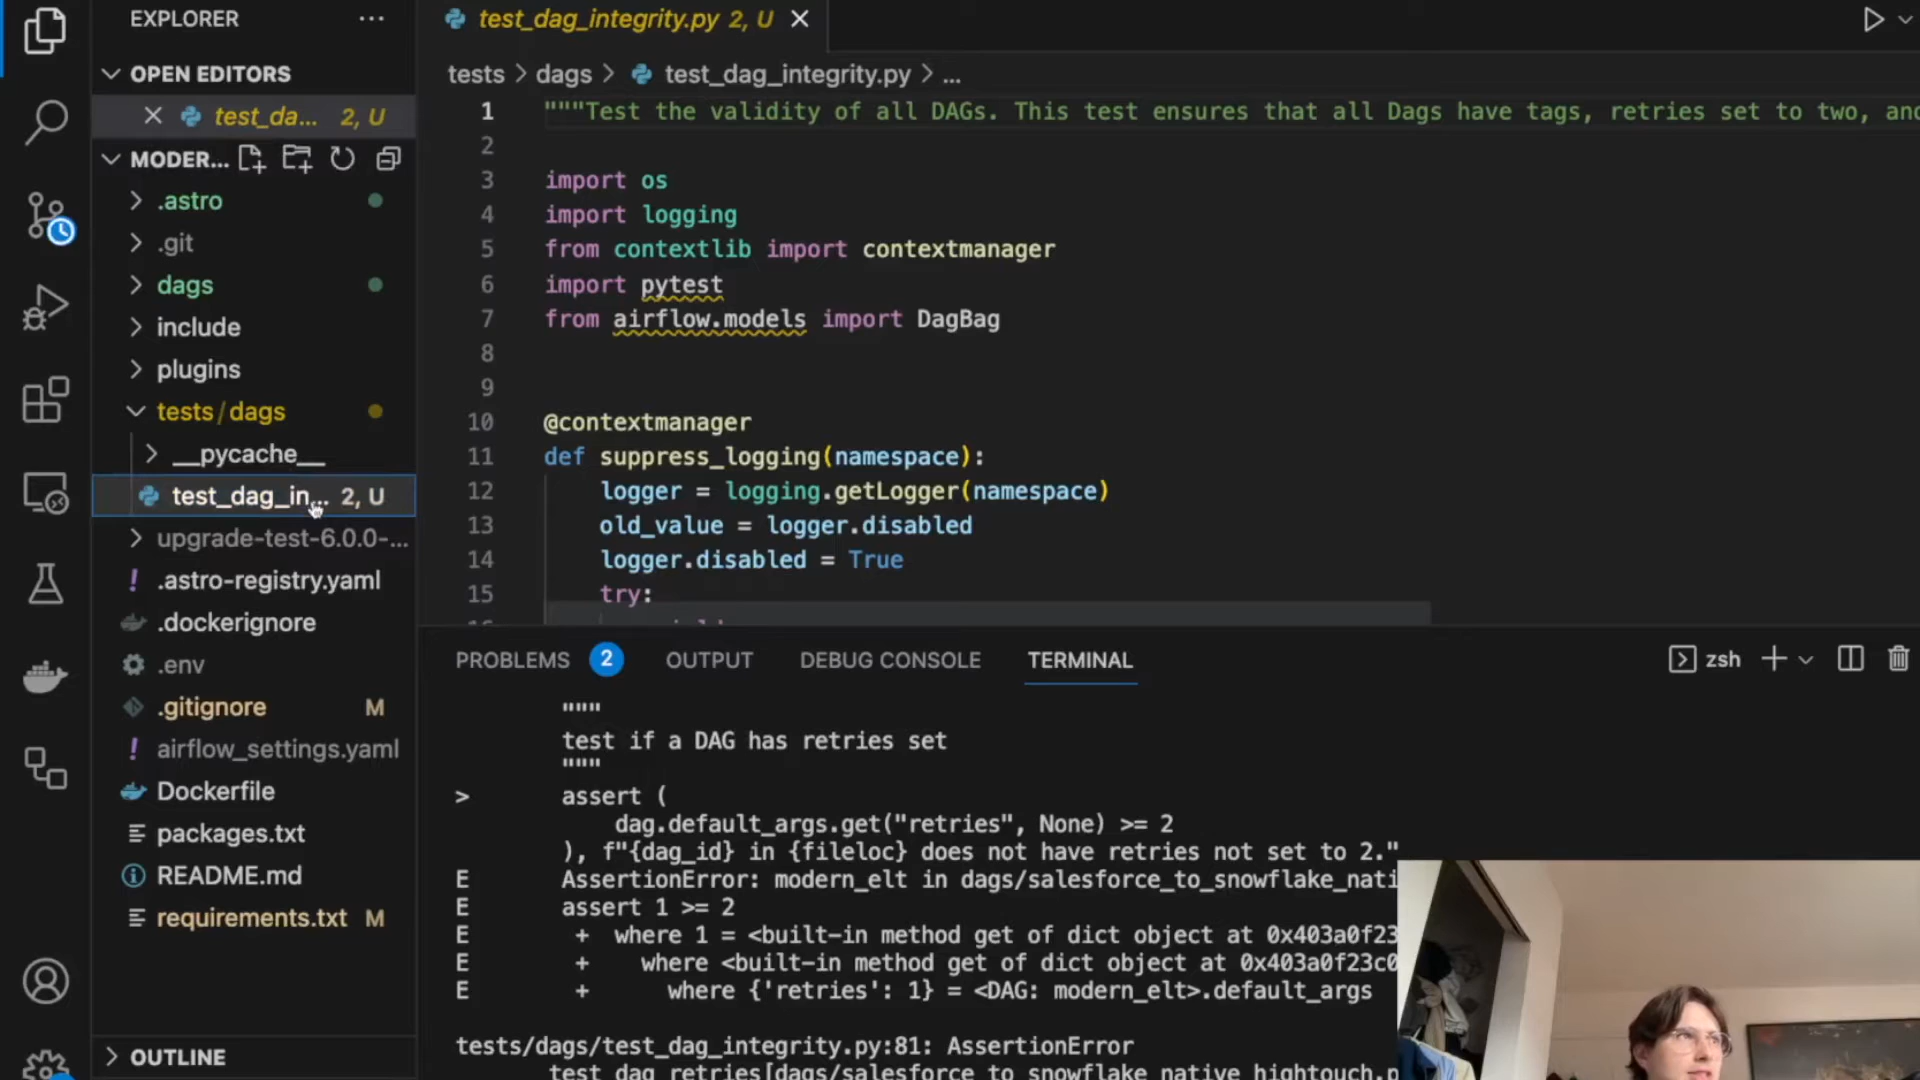 EXPLORER
OPEN EDITORS
test_da... 2, U
MODER...
.astro
.git
dags
include
plugins
tests/dags
__pycache__
test_dag_in... 2, U
upgrade-test-6.0.0-...
.astro-registry.yaml
.dockerignore
.env
.gitignore M
airflow_settings.yaml
Dockerfile
packages.txt
README.md
requirements.txt M
OUTLINE
test_dag_integrity.py 2, U
tests > dags > test_dag_integrity.py > ...
1 """Test the validity of all DAGs. This test ensures that all Dags have tags, retries set to two, and
2
3 import os
4 import logging
5 from contextlib import contextmanager
6 import pytest
7 from airflow.models import DagBag
8
9
10 @contextmanager
11 def suppress_logging(namespace):
12 logger = logging.getLogger(namespace)
13 old_value = logger.disabled
14 logger.disabled = True
15 try:
PROBLEMS 2 OUTPUT DEBUG CONSOLE TERMINAL zsh
"""
test if a DAG has retries set
"""
> assert (
dag.default_args.get("retries", None) >= 2
), f"{dag_id} in {fileloc} does not have retries not set to 2."
E AssertionError: modern_elt in dags/salesforce_to_snowflake_nati
E assert 1 >= 2
E + where 1 = <built-in method get of dict object at 0x403a0f23
E + where <built-in method get of dict object at 0x403a0f23c0
E + where {'retries': 1} = <DAG: modern_elt>.default_args
tests/dags/test_dag_integrity.py:81: AssertionError
test_dag_retries[dags/salesforce_to_snowflake_native_hightouch.p